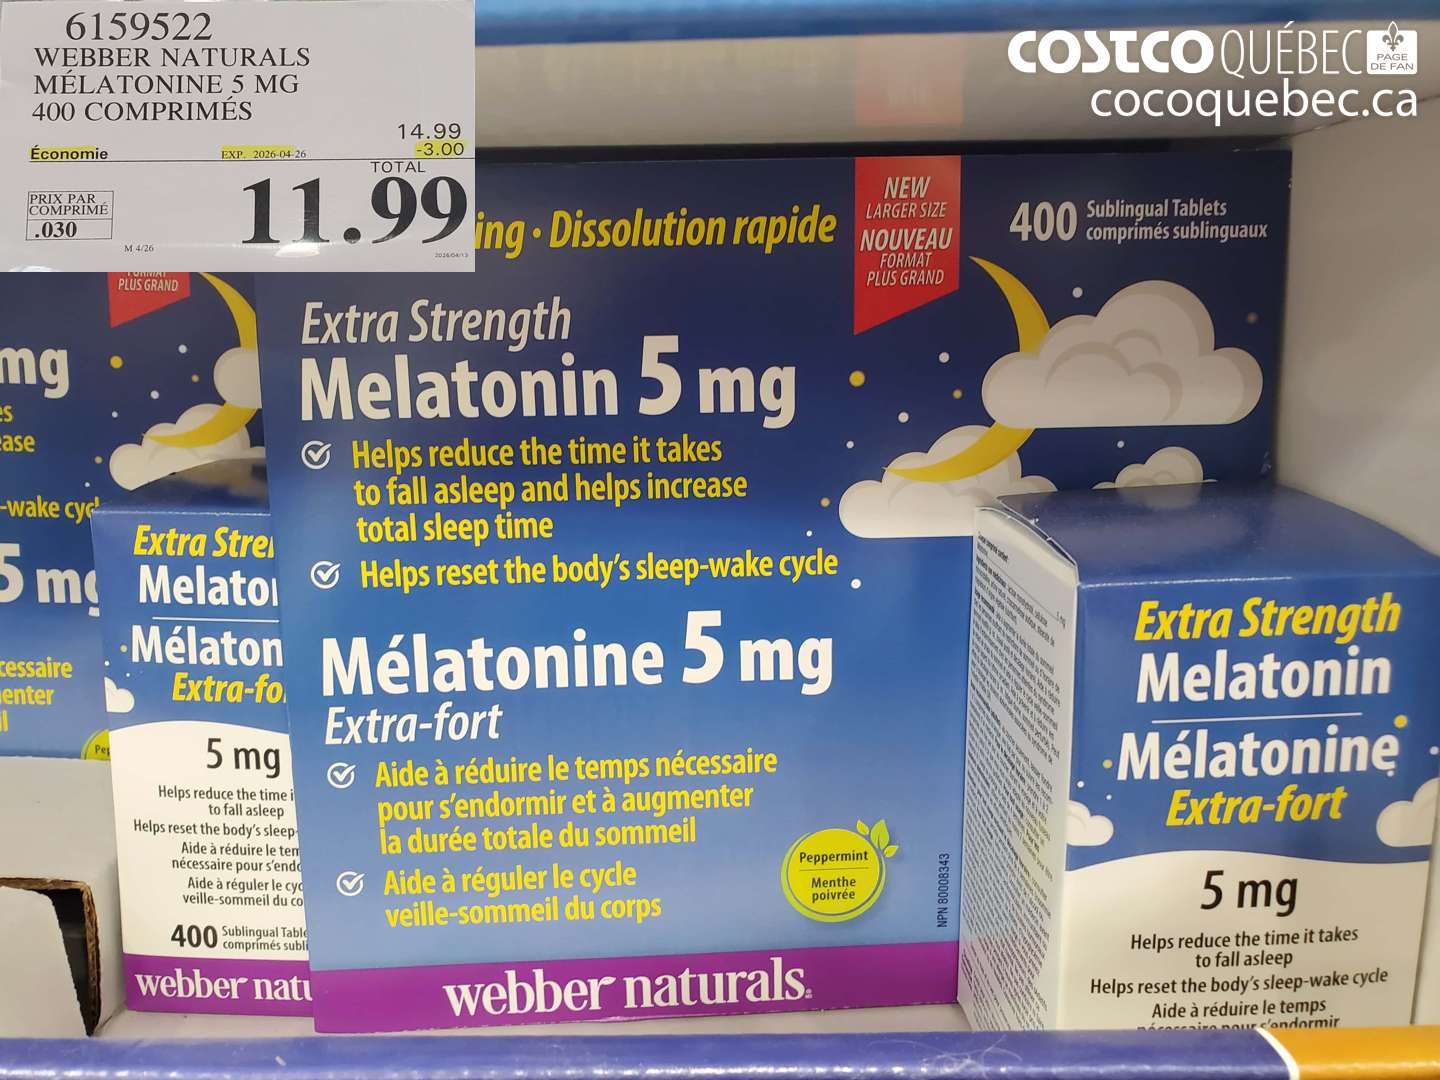 6159522
WEBBER NATURALS
MÉLATONINE 5 MG
400 COMPRIMÉS
14.99
Économie
EXP. 2026-04-26
-3.00
TOTAL
11.99
PRIX PAR
COMPRIMÉ
.030
M 4/26
2026/04/13
COSTCO QUÉBEC
PAGE
DE FAN
cocoquebec.ca
FORMAT
PLUS GRAND
mg
ease
-wake cycl
5 mg
cessaire
enter
Extra Stre
Melato
Mélaton
Extra-fo
5 mg
Helps reduce the time i
to fall asleep
Helps reset the body's sleep-
Aide à réduire le tem
nécessaire pour s'endo
Aide à réguler le cyc
veille-sommeil du co
400 Sublingual Table
comprimés subli
webber natu
ing • Dissolution rapide
NEW
LARGER SIZE
NOUVEAU
FORMAT
PLUS GRAND
400 Sublingual Tablets
comprimés sublinguaux
Extra Strength
Melatonin 5 mg
Helps reduce the time it takes
to fall asleep and helps increase
total sleep time
Helps reset the body's sleep-wake cycle
Mélatonine 5 mg
Extra-fort
Aide à réduire le temps nécessaire
pour s'endormir et à augmenter
la durée totale du sommeil
Aide à réguler le cycle
veille-sommeil du corps
Peppermint
Menthe
poivrée
NPN 80008343
webber naturals.
Extra Strength
Melatonin
Mélatonine
Extra-fort
5 mg
Helps reduce the time it takes
to fall asleep
Helps reset the body's sleep-wake cycle
Aide à réduire le temps
nécessaire pour s'endormir